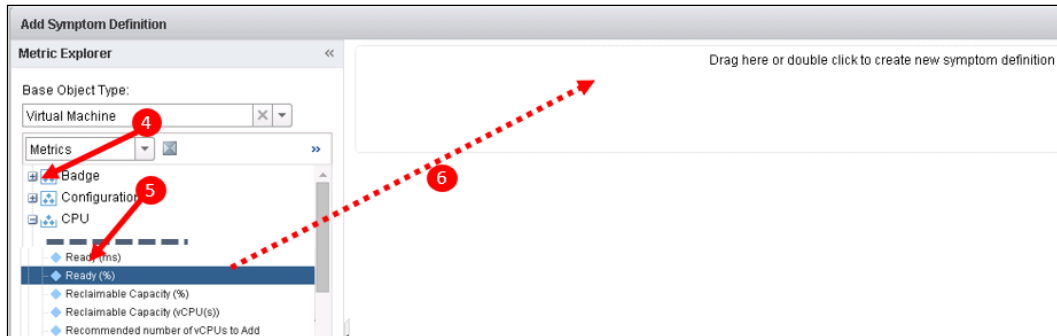 Add Symptom Definition
Metric Explorer «
Drag here or double click to create new symptom definition
Base Object Type:
Virtual Machine
4
Metrics »
Badge
5
Configuration
6
CPU
Ready (ms)
Ready (%)
Reclaimable Capacity (%)
Reclaimable Capacity (vCPU(s))
Recommended number of vCPUs to Add